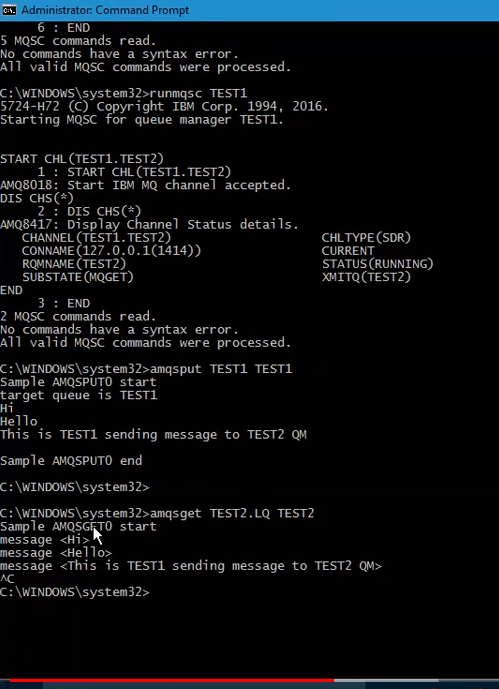 Administrator: Command Prompt
6 : END
5 MQSC commands read.
No commands have a syntax error.
All valid MQSC commands were processed.
C:\WINDOWS\system32>runmqsc TEST1
5724-H72 (C) Copyright IBM Corp. 1994, 2016.
Starting MQSC for queue manager TEST1.
START CHL(TEST1.TEST2)
1 : START CHL(TEST1.TEST2)
AMQ8018: Start IBM MQ channel accepted.
DIS CHS(*)
2 : DIS CHS(*)
AMQ8417: Display Channel Status details.
CHANNEL(TEST1.TEST2) CHLTYPE(SDR)
CONNAME(127.0.0.1(1414)) CURRENT
RQMNAME(TEST2) STATUS(RUNNING)
SUBSTATE(MQGET) XMITQ(TEST2)
END
3 : END
2 MQSC commands read.
No commands have a syntax error.
All valid MQSC commands were processed.
C:\WINDOWS\system32>amqsput TEST1 TEST1
Sample AMQSPUT0 start
target queue is TEST1
Hi
Hello
This is TEST1 sending message to TEST2 QM
Sample AMQSPUT0 end
C:\WINDOWS\system32>
C:\WINDOWS\system32>amqsget TEST2.LQ TEST2
Sample AMQSGET0 start
message <Hi>
message <Hello>
message <This is TEST1 sending message to TEST2 QM>
^C
C:\WINDOWS\system32>